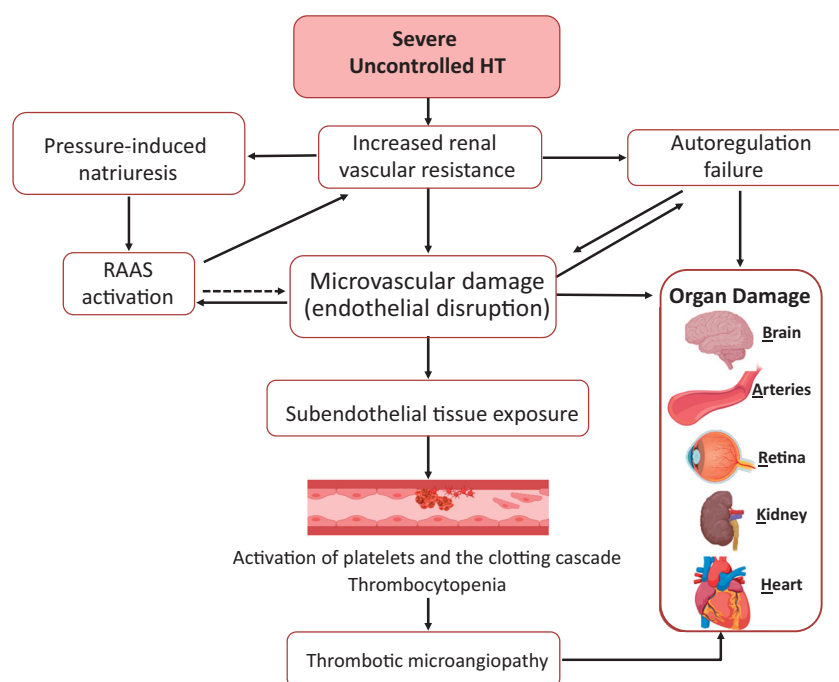 Severe
Uncontrolled HT
Pressure-induced
natriuresis
Increased renal
vascular resistance
Autoregulation
failure
RAAS
activation
Microvascular damage
(endothelial disruption)
Organ Damage
Brain
Arteries
Retina
Kidney
Heart
Subendothelial tissue exposure
Activation of platelets and the clotting cascade
Thrombocytopenia
Thrombotic microangiopathy